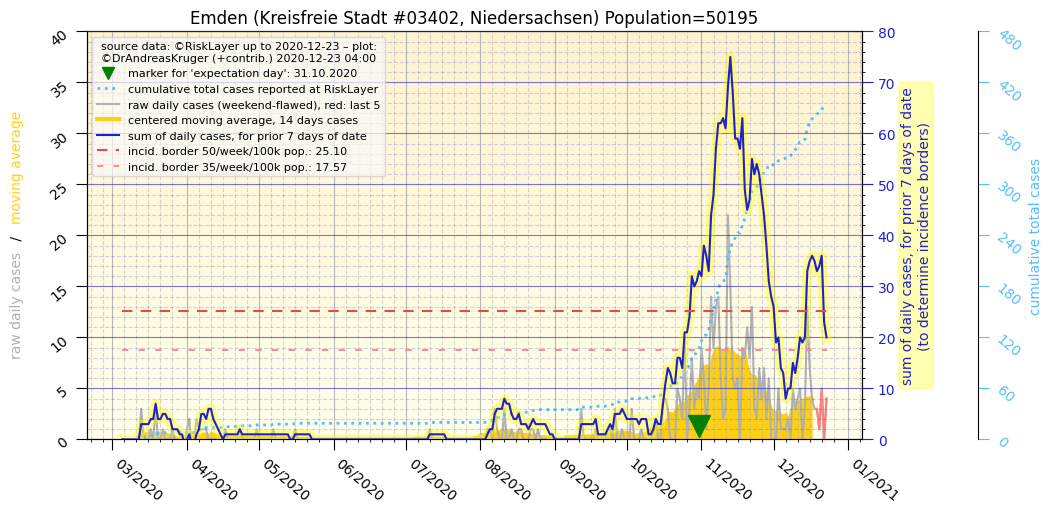 Emden (Kreisfreie Stadt #03402, Niedersachsen) Population=50195
source data: ©RiskLayer up to 2020-12-23 – plot:
©DrAndreasKruger (+contrib.) 2020-12-23 04:00
marker for 'expectation day': 31.10.2020
cumulative total cases reported at RiskLayer
raw daily cases (weekend-flawed), red: last 5
centered moving average, 14 days cases
sum of daily cases, for prior 7 days of date
incid. border 50/week/100k pop.: 25.10
incid. border 35/week/100k pop.: 17.57
raw daily cases / moving average
40
35
30
25
20
15
10
5
0
03/2020
04/2020
05/2020
06/2020
07/2020
08/2020
09/2020
10/2020
11/2020
12/2020
01/2021
80
70
60
50
40
30
20
10
0
sum of daily cases, for prior 7 days of date
(to determine incidence borders)
480
420
360
300
240
180
120
60
0
cumulative total cases